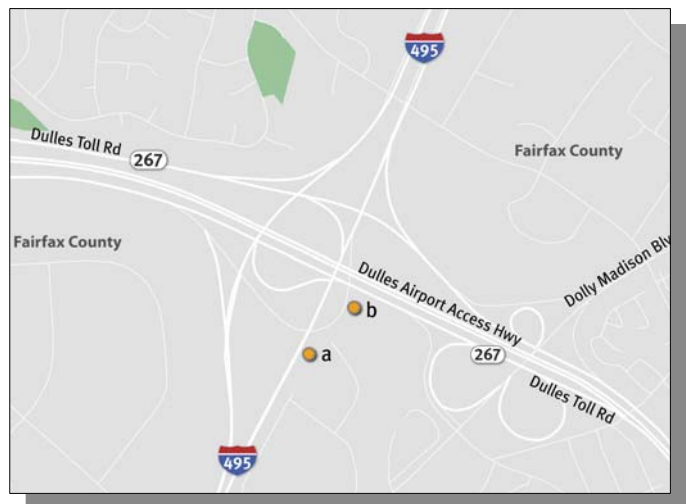 495
Dulles Toll Rd
267
Fairfax County
Fairfax County
Dolly Madison Blv
Dulles Airport Access Hwy
b
a
267
Dulles Toll Rd
495